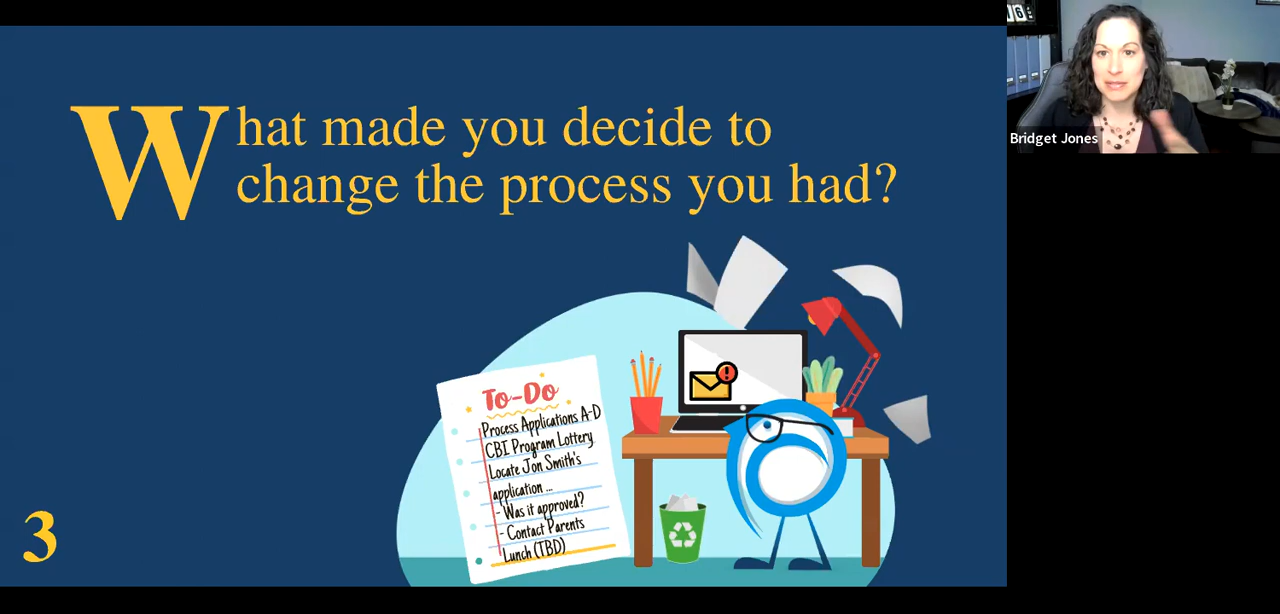 What made you decide to
change the process you had?
To-Do
Process Applications A-D
CBI Program Lottery
Locate Jon Smith's
application ...
- Was it approved?
- Contact Parents
Lunch (TBD)
3
6
Bridget Jones